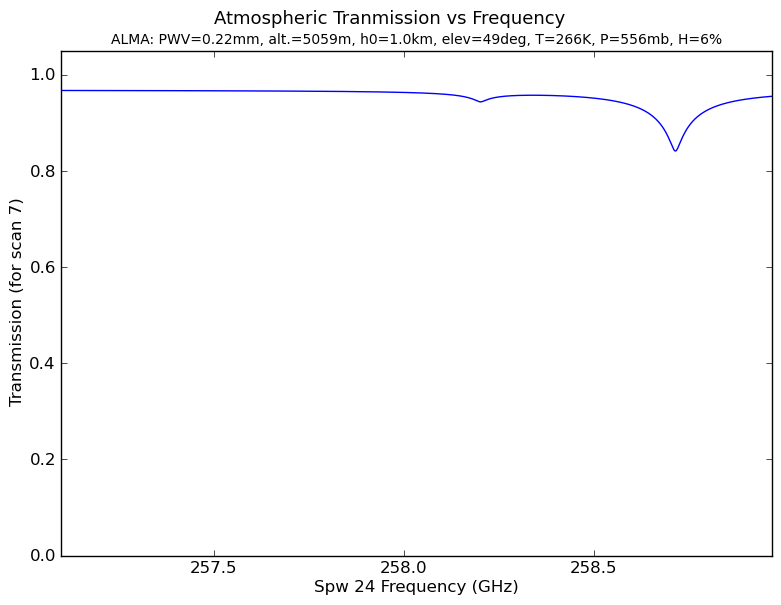 Atmospheric Tranmission vs Frequency
ALMA: PWV=0.22mm, alt.=5059m, h0=1.0km, elev=49deg, T=266K, P=556mb, H=6%
1.0
0.8
0.6
0.4
0.2
0.0
Transmission (for scan 7)
257.5 258.0 258.5
Spw 24 Frequency (GHz)